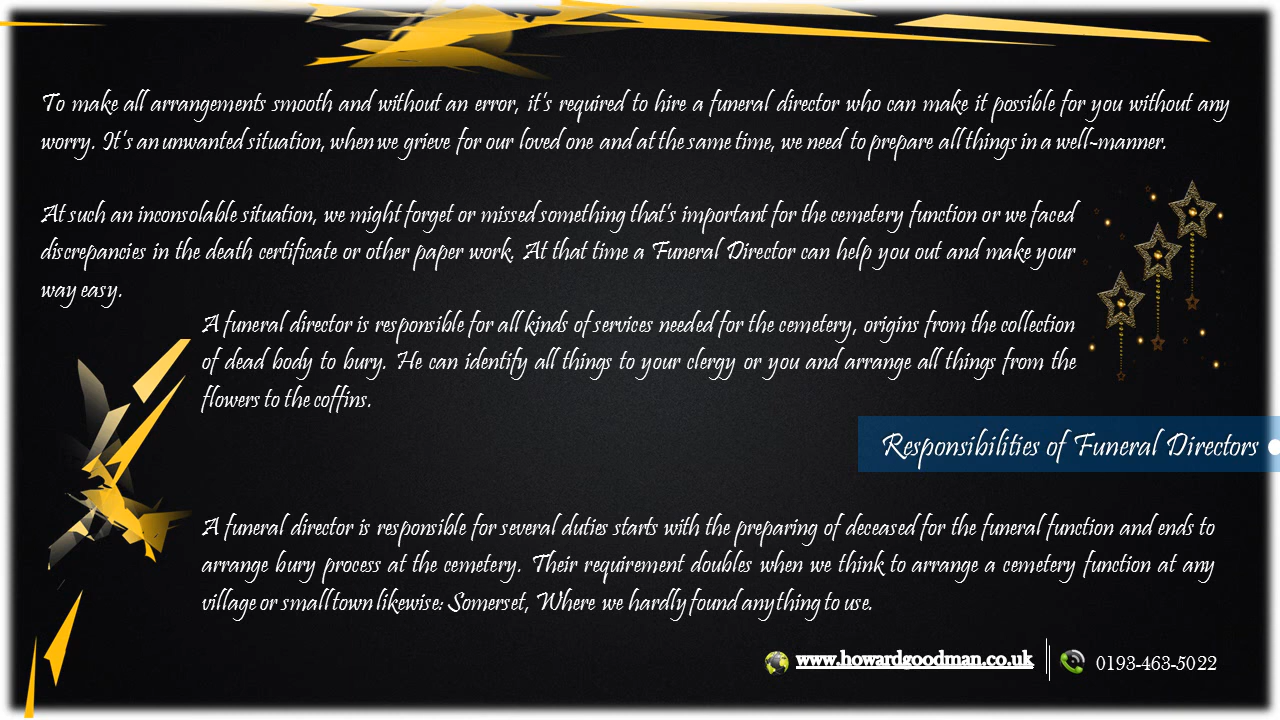 To make all arrangements smooth and without an error, it's required to hire a funeral director who can make it possible for you without any
worry. It's an unwanted situation, when we grieve for our loved one and at the same time, we need to prepare all things in a well-manner.
At such an inconsolable situation, we might forget or missed something that's important for the cemetery function or we faced
discrepancies in the death certificate or other paper work. At that time a Funeral Director can help you out and make your
way easy.
A funeral director is responsible for all kinds of services needed for the cemetery, origins from the collection
of dead body to bury. He can identify all things to your clergy or you and arrange all things from the
flowers to the coffins.
Responsibilities of Funeral Directors
A funeral director is responsible for several duties starts with the preparing of deceased for the funeral function and ends to
arrange bury process at the cemetery. Their requirement doubles when we think to arrange a cemetery function at any
village or small town likewise: Somerset, Where we hardly found anything to use.
www.howardgoodman.co.uk
0193-463-5022